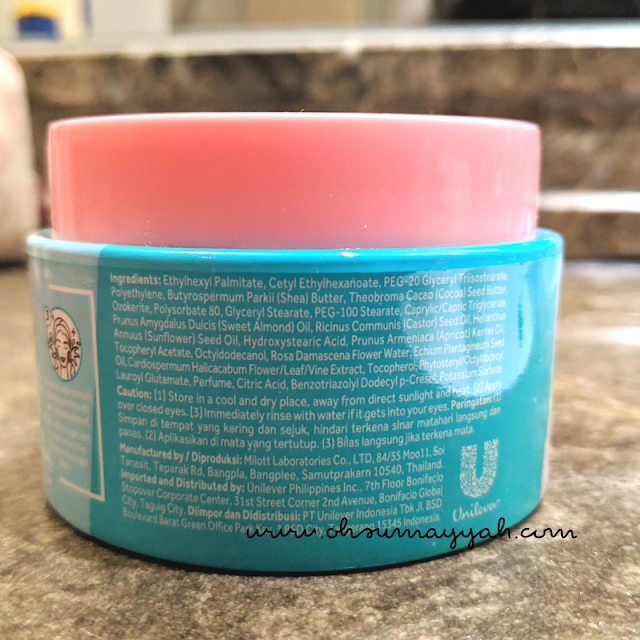 Ingredients: Ethylhexyl Palmitate, Cetyl Ethylhexanoate, PEG-20 Glyceryl Triisostearate,
Polyethylene, Butyrospermum Parkii (Shea) Butter, Theobroma Cacao (Cocoa) Seed Butter,
Ozokerite, Polysorbate 80, Glyceryl Stearate, PEG-100 Stearate, Caprylic/Capric Triglyceride,
Prunus Amygdalus Dulcis (Sweet Almond) Oil, Ricinus Communis (Castor) Seed Oil, Helianthus
Annuus (Sunflower) Seed Oil, Hydroxystearic Acid, Prunus Armeniaca (Apricot) Kernel Oil,
Tocopheryl Acetate, Octyldodecanol, Rosa Damascena Flower Water, Echium Plantagineum Seed
Oil, Cardiospermum Halicacabum Flower/Leaf/Vine Extract, Tocopherol, Phytosteryl/Octyldodecyl
Lauroyl Glutamate, Perfume, Citric Acid, Benzotriazolyl Dodecyl p-Cresol, Potassium Sorbate
Caution: [1] Store in a cool and dry place, away from direct sunlight and heat. [2] Apply
over closed eyes. [3] Immediately rinse with water if it gets into your eyes. Peringatan: (1)
Simpan di tempat yang kering dan sejuk, hindari terkena sinar matahari langsung dan
panas. (2) Aplikasikan di mata yang tertutup. (3) Bilas langsung jika terkena mata.
Manufactured by / Diproduksi: Milott Laboratories Co., LTD, 84/55 Moo11, Soi
Tanasit, Teparak Rd, Bangpla, Bangplee, Samutprakarn 10540, Thailand.
Imported and Distributed by: Unilever Philippines Inc., 7th Floor Bonifacio
Stopover Corporate Center, 31st Street Corner 2nd Avenue, Bonifacio Global
City, Taguig City. Diimpor dan Didistribusi: PT Unilever Indonesia Tbk Jl. BSD
Boulevard Barat Green Office Park 15345 Indonesia.
Unilever
www.ohsumayyah.com